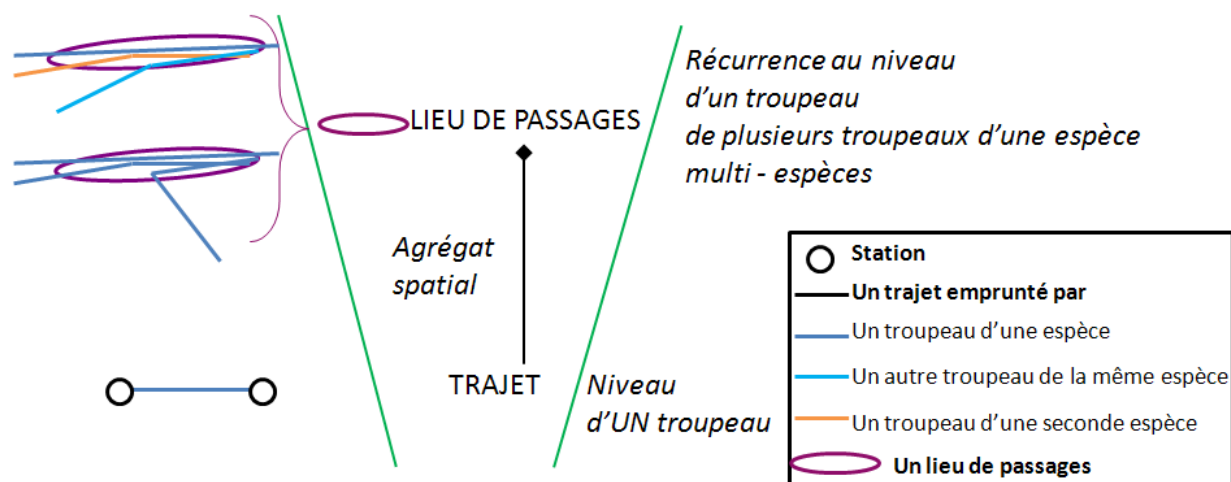 LIEU DE PASSAGES
Récurrence au niveau
d'un troupeau
de plusieurs troupeaux d'une espèce
multi - espèces
Agrégat
spatial
TRAJET
Niveau
d'UN troupeau
Station
Un trajet emprunté par
Un troupeau d'une espèce
Un autre troupeau de la même espèce
Un troupeau d'une seconde espèce
Un lieu de passages